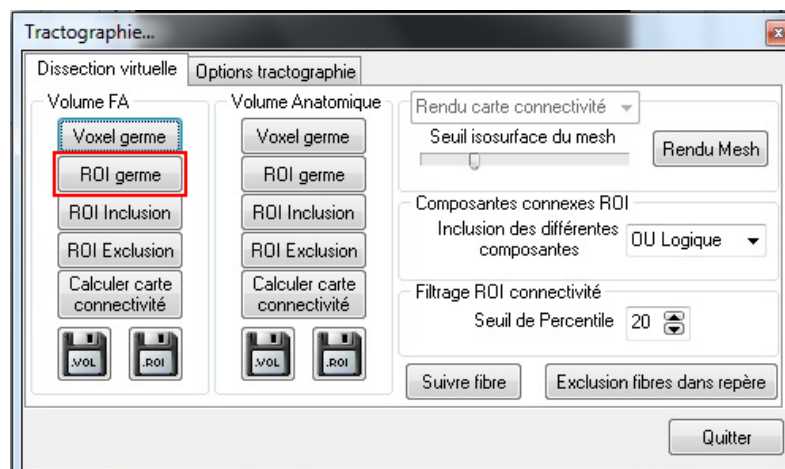 Tractographie...
Dissection virtuelle
Options tractographie
Volume FA
Voxel germe
ROI germe
ROI Inclusion
ROI Exclusion
Calculer carte
connectivité
.VOL
.ROI
Volume Anatomique
Voxel germe
ROI germe
ROI Inclusion
ROI Exclusion
Calculer carte
connectivité
.VOL
.ROI
Rendu carte connectivité
Seuil isosurface du mesh
Rendu Mesh
Composantes connexes ROI
Inclusion des différentes
composantes
OU Logique
Filtrage ROI connectivité
Seuil de Percentile
20
Suivre fibre
Exclusion fibres dans repère
Quitter